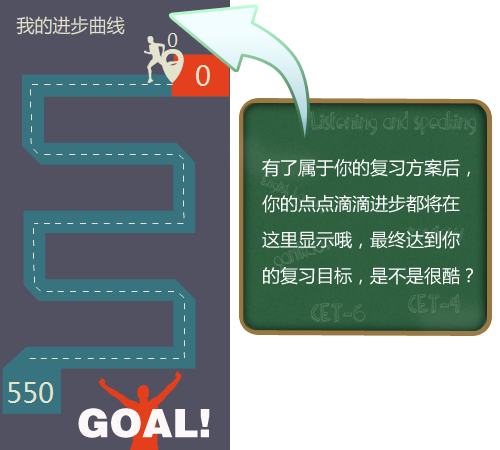 我的进步曲线
0
0
550
GOAL!
Listening and speaking
有了属于你的复习方案后，
你的点点滴滴进步都将在
这里显示哦，最终达到你
的复习目标，是不是很酷？
CET-6
CET-4